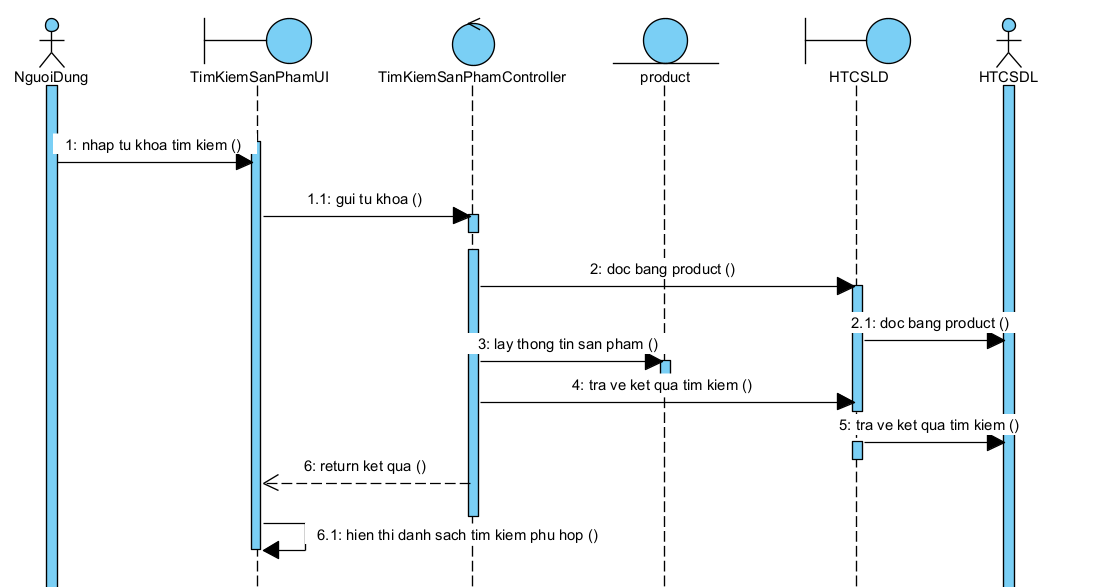 NguoiDung
TimKiemSanPhamUI
TimKiemSanPhamController
product
HTCSLD
HTCSDL
1: nhap tu khoa tim kiem ()
1.1: gui tu khoa ()
2: doc bang product ()
2.1: doc bang product ()
3: lay thong tin san pham ()
4: tra ve ket qua tim kiem ()
5: tra ve ket qua tim kiem ()
6: return ket qua ()
6.1: hien thi danh sach tim kiem phu hop ()